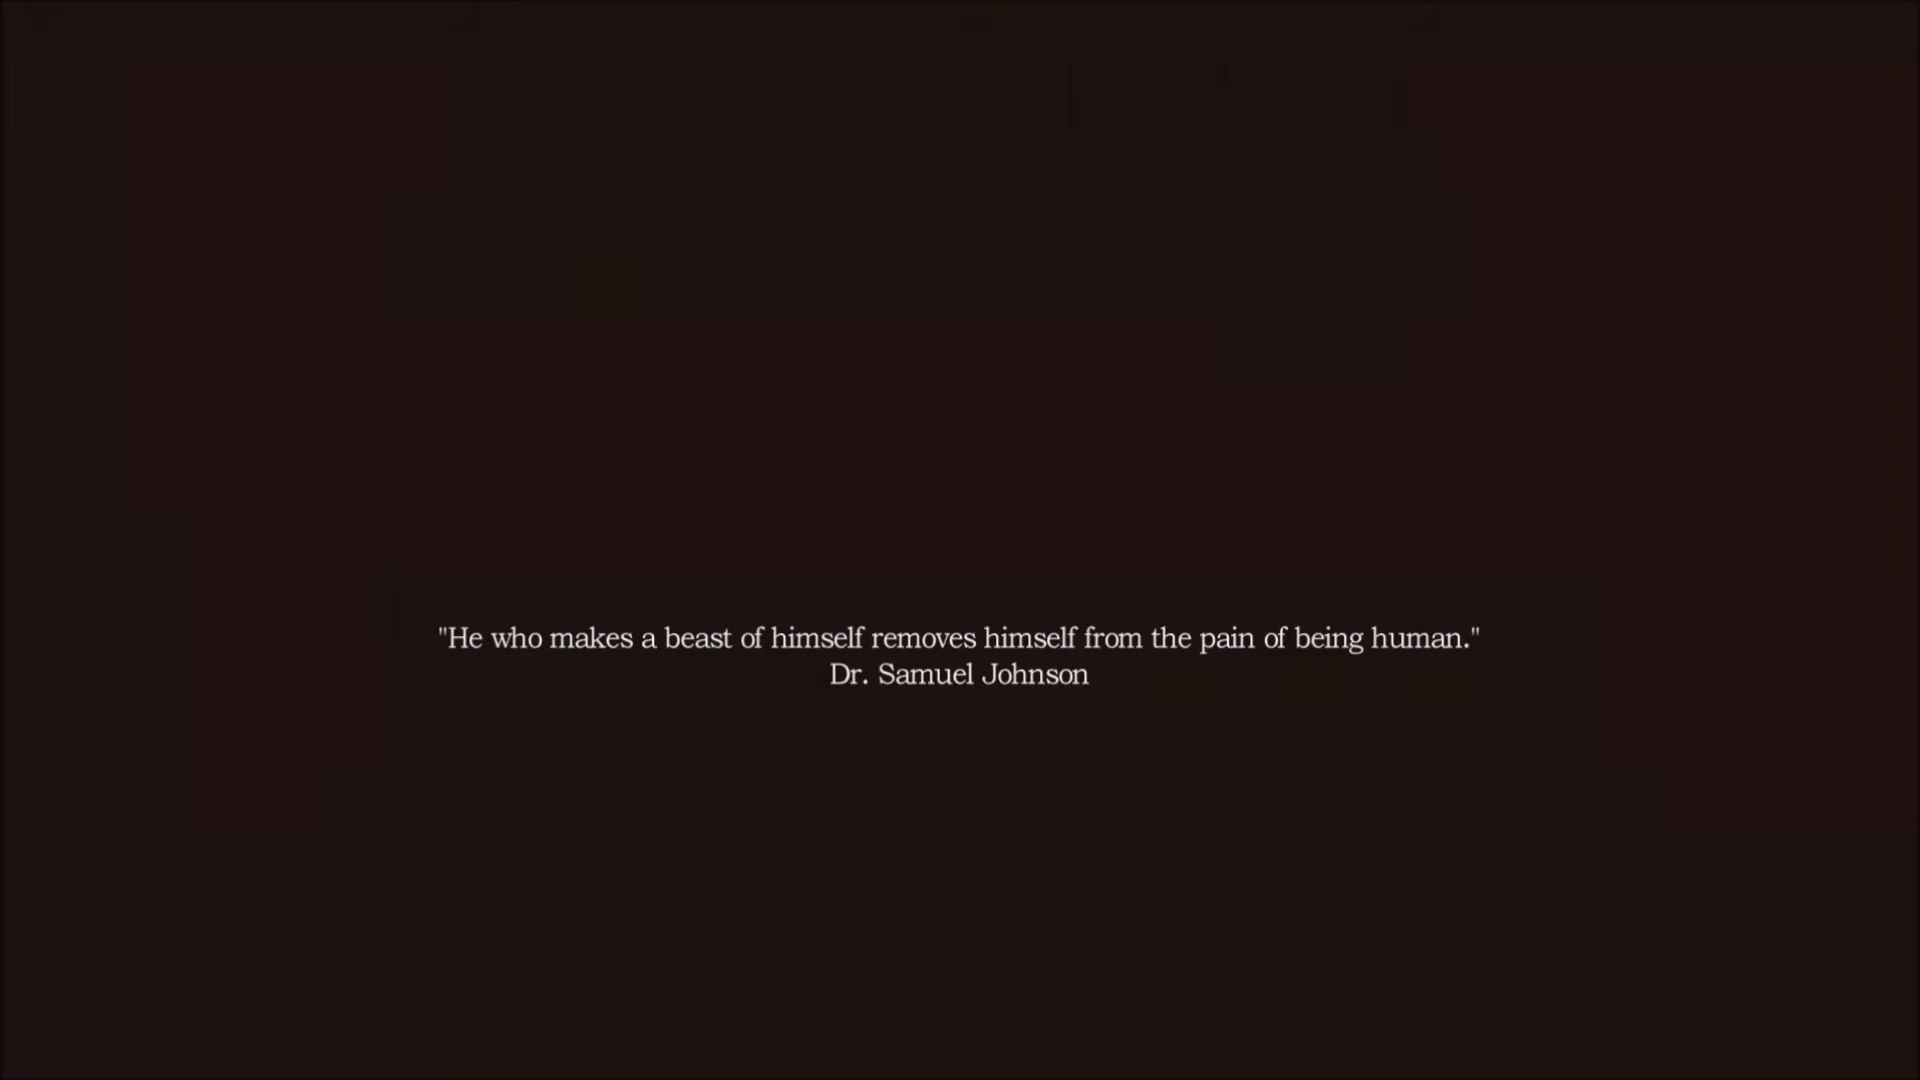 "He who makes a beast of himself removes himself from the pain of being human."
Dr. Samuel Johnson